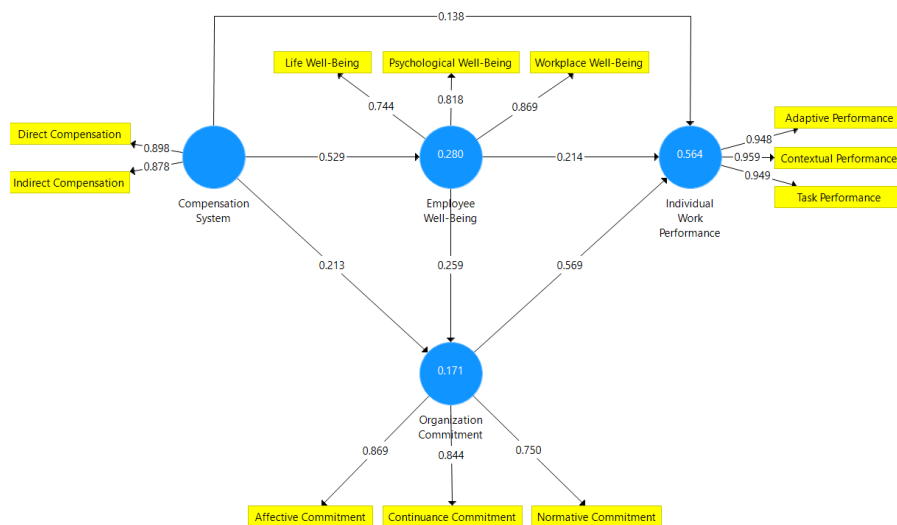 0.138
Life Well-Being
Psychological Well-Being
Workplace Well-Being
0.744
0.818
0.869
Direct Compensation
Indirect Compensation
0.898
0.878
Compensation
System
0.529
0.280
Employee
Well-Being
0.214
0.564
Individual
Work
Performance
0.948
0.959
0.949
Adaptive Performance
Contextual Performance
Task Performance
0.213
0.259
0.569
0.171
Organization
Commitment
0.869
0.844
0.750
Affective Commitment
Continuance Commitment
Normative Commitment